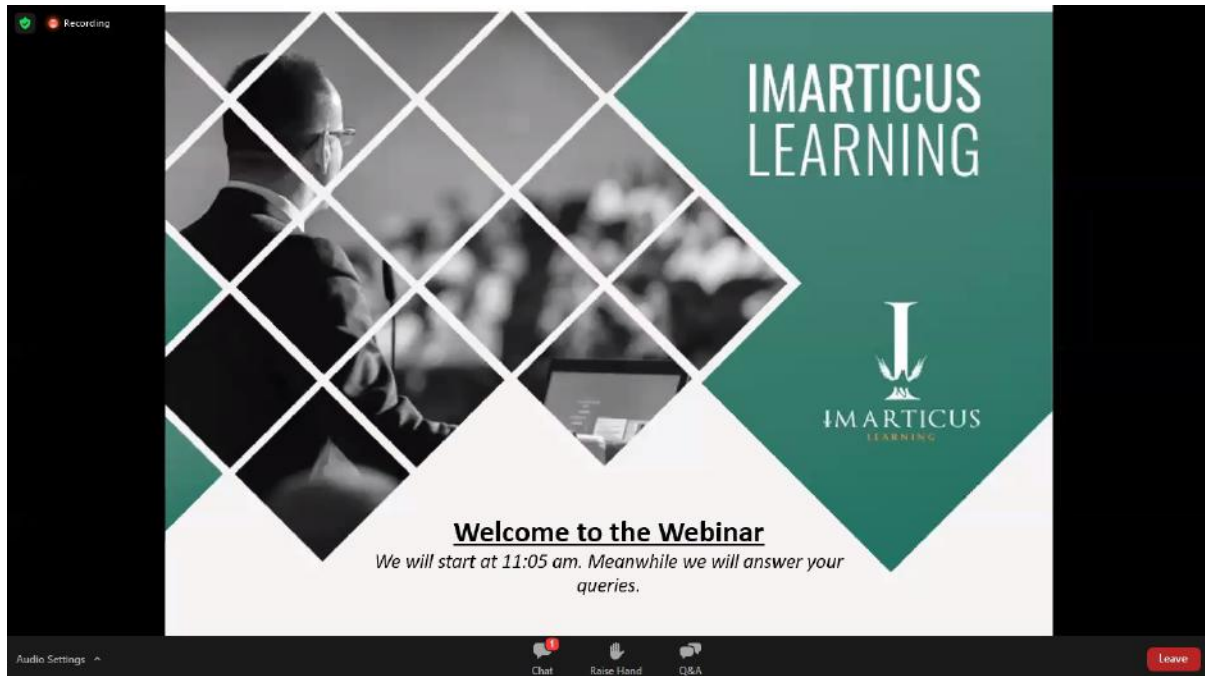 Recording
IMARTICUS
LEARNING
IMARTICUS
LEARNING
Welcome to the Webinar
We will start at 11:05 am. Meanwhile we will answer your
queries.
Audio Settings
1
Chat
Raise Hand
Q&A
Leave